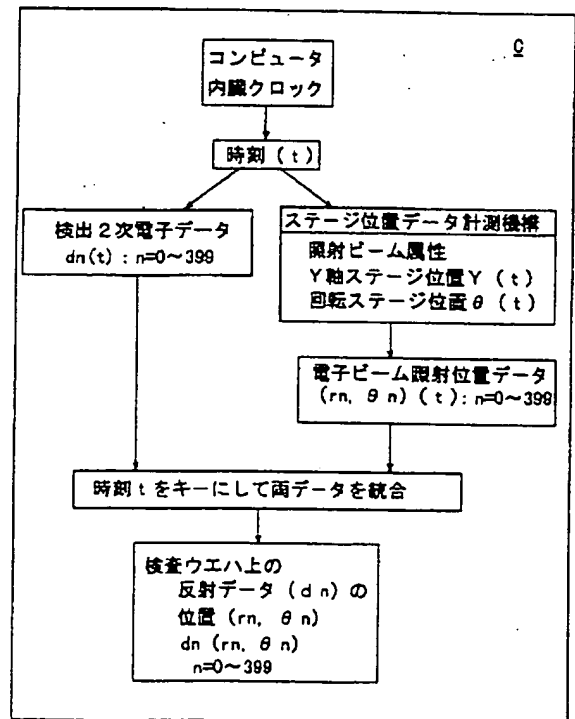 C
コンピュータ
内臓クロック
時刻 (t)
検出2次電子データ
dn(t) : n=0~399
ステージ位置データ計測機構
照射ビーム属性
Y軸ステージ位置Y (t)
回転ステージ位置θ (t)
電子ビーム照射位置データ
(rn, θn) (t) : n=0~399
時刻tをキーにして両データを統合
検査ウエハ上の
反射データ (dn) の
位置 (rn, θn)
dn (rn, θn)
n=0~399